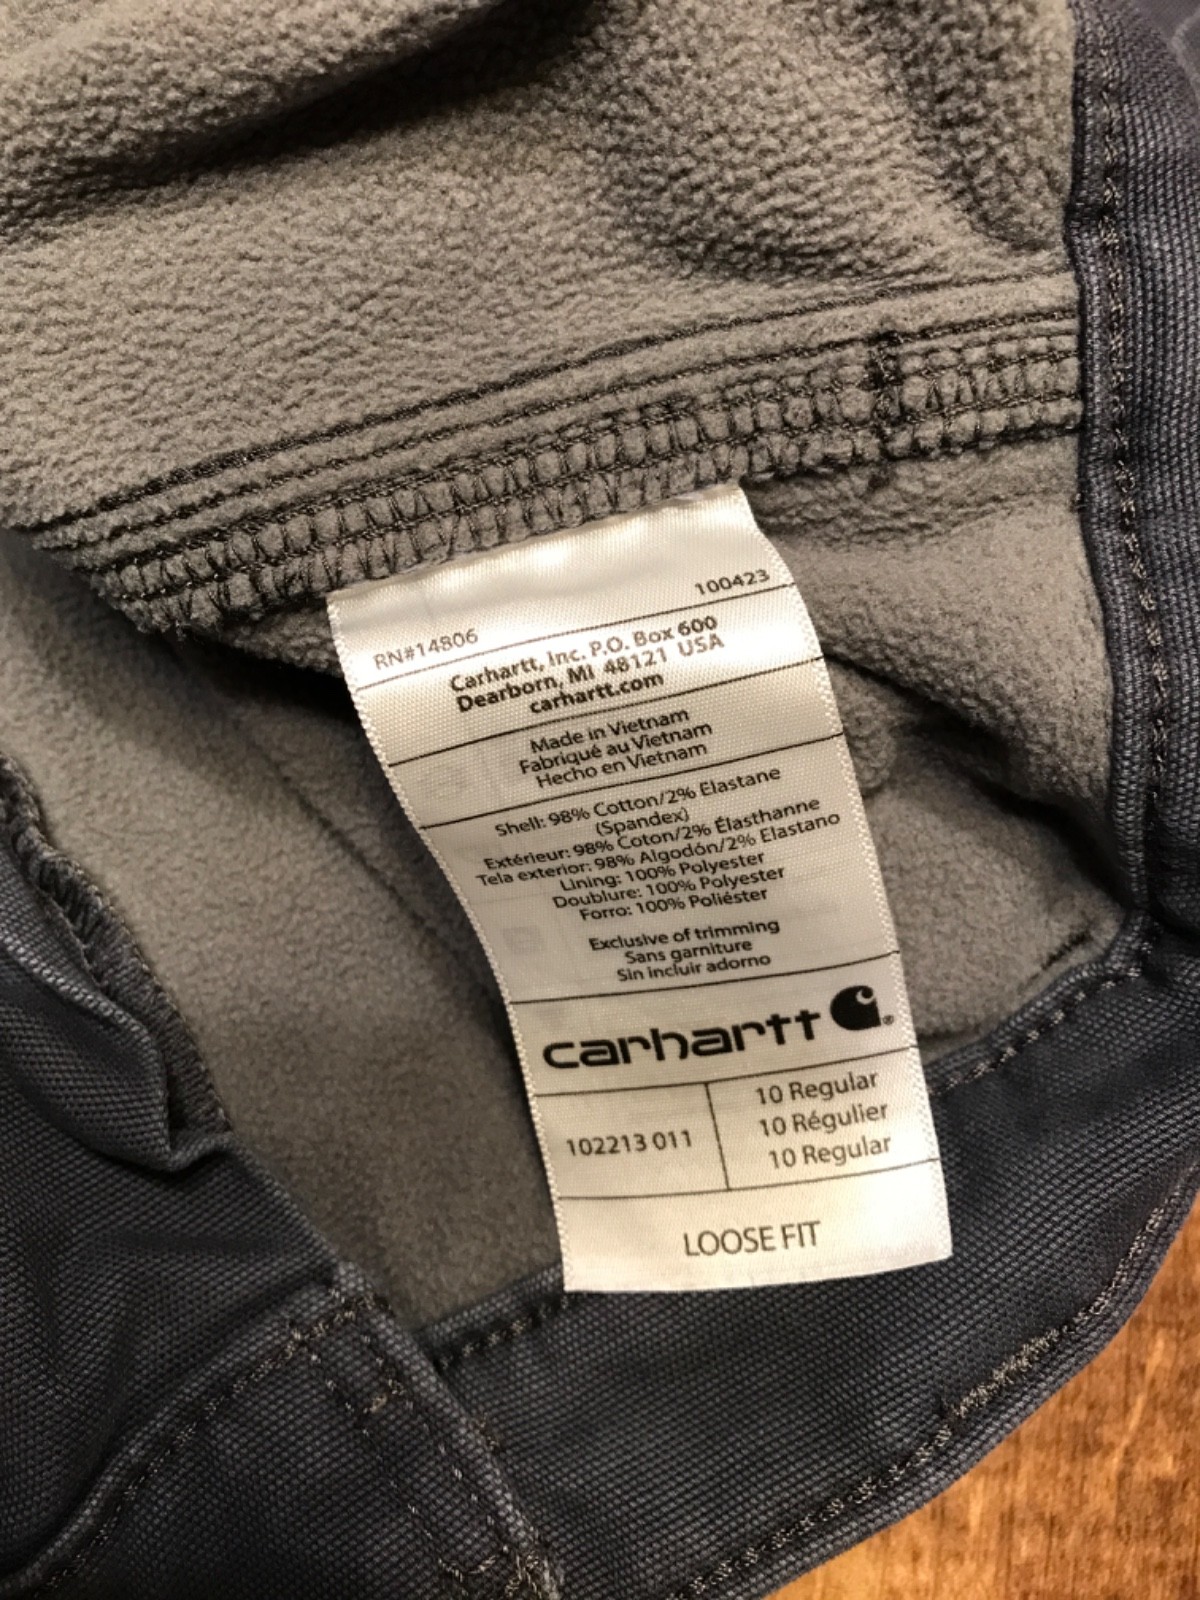 RN#14806 100423
Carhartt, Inc. P.O. Box 600
Dearborn, MI 48121 USA
carhartt.com
Made in Vietnam
Fabriqué au Vietnam
Hecho en Vietnam
Shell: 98% Cotton/2% Elastane
(Spandex)
Extérieur: 98% Coton/2% Élasthanne
Tela exterior: 98% Algodón/2% Elastano
Lining: 100% Polyester
Doublure: 100% Polyester
Forro: 100% Poliéster
Exclusive of trimming
Sans garniture
Sin incluir adorno
carhartt ®
10 Regular
102213 011 10 Régulier
10 Regular
LOOSE FIT